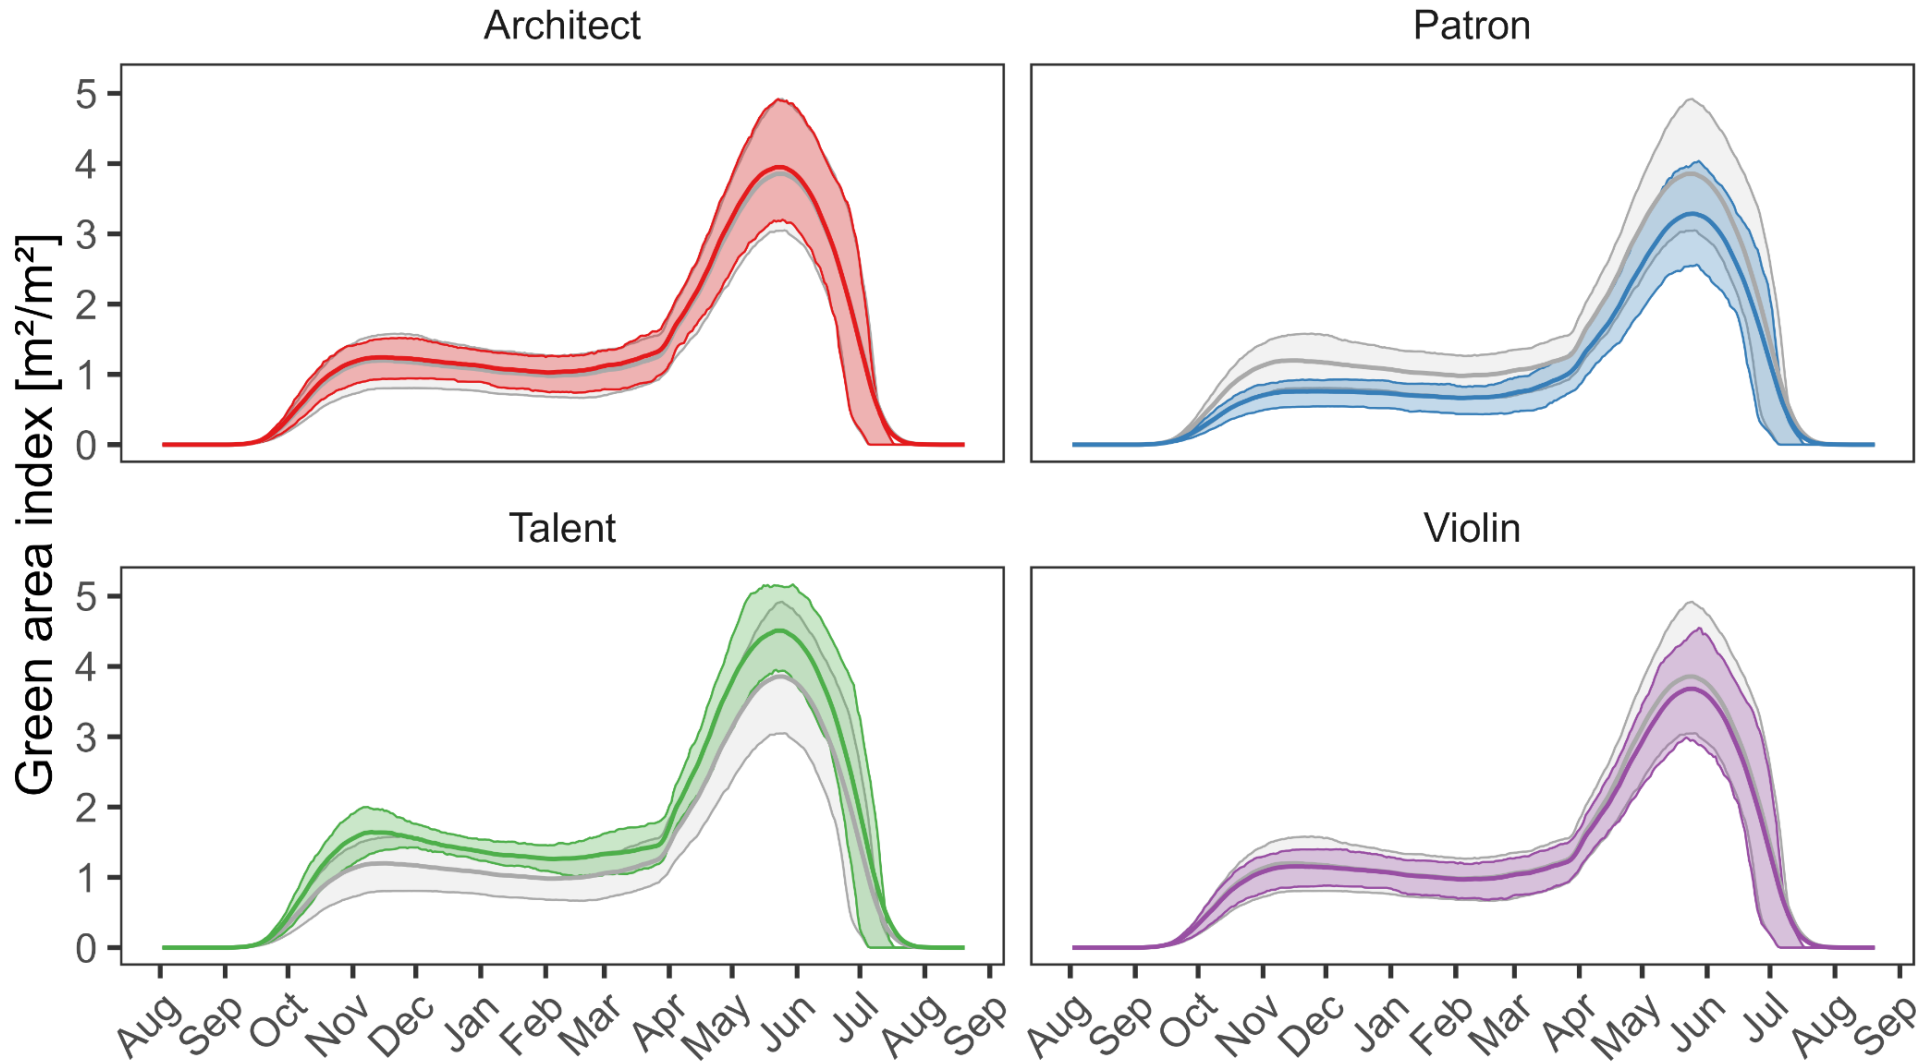 Architect
Patron
5
4
3
2
1
0
Talent
Violin
5
4
3
2
1
0
Green area index [m²/m²]
Aug Sep Oct Nov Dec Jan Feb Mar Apr May Jun Jul Aug Sep
Aug Sep Oct Nov Dec Jan Feb Mar Apr May Jun Jul Aug Sep